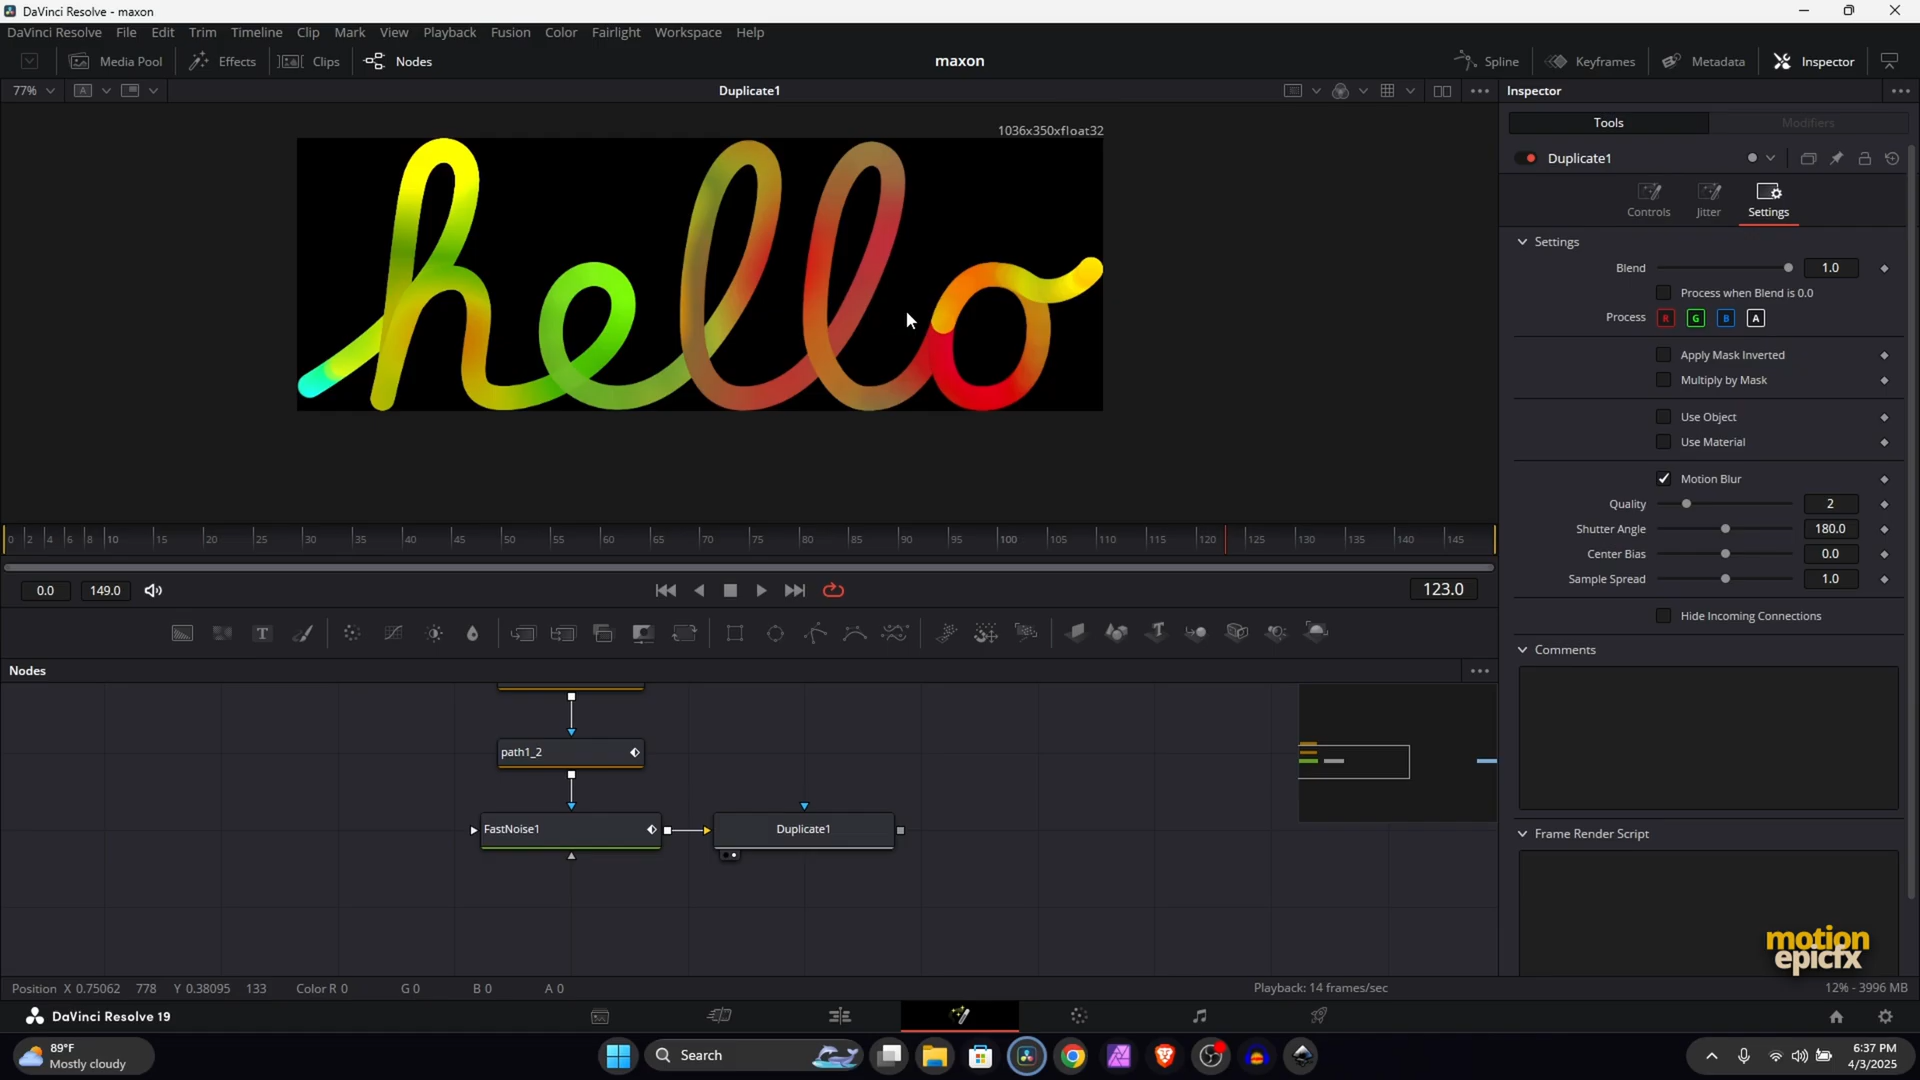 DaVinci Resolve - maxon
DaVinci Resolve File Edit Trim Timeline Clip Mark View Playback Fusion Color Fairlight Workspace Help
Media Pool Effects Clips Nodes maxon Spline Keyframes Metadata Inspector
77% A Duplicate1 Inspector
1036x350xfloat32
Tools Modifiers
Duplicate1
Controls Jitter Settings
hello
Settings
Blend 1.0
Process when Blend is 0.0
Process R G B A
Apply Mask Inverted
Multiply by Mask
Use Object
Use Material
Motion Blur
Quality 2
Shutter Angle 180.0
Center Bias 0.0
Sample Spread 1.0
Hide Incoming Connections
Comments
Frame Render Script
0 2 4 6 8 10 15 20 25 30 35 40 45 50 55 60 65 70 75 80 85 90 95 100 105 110 115 120 125 130 135 140 145
0.0 149.0 123.0
T T
Nodes
path1_2
FastNoise1 Duplicate1
motion
epicfx
Position X 0.75062 778 Y 0.38095 133 Color R 0 G 0 B 0 A 0 Playback: 14 frames/sec 12% - 3996 MB
DaVinci Resolve 19
89°F
Mostly cloudy
Search
6:37 PM
4/3/2025